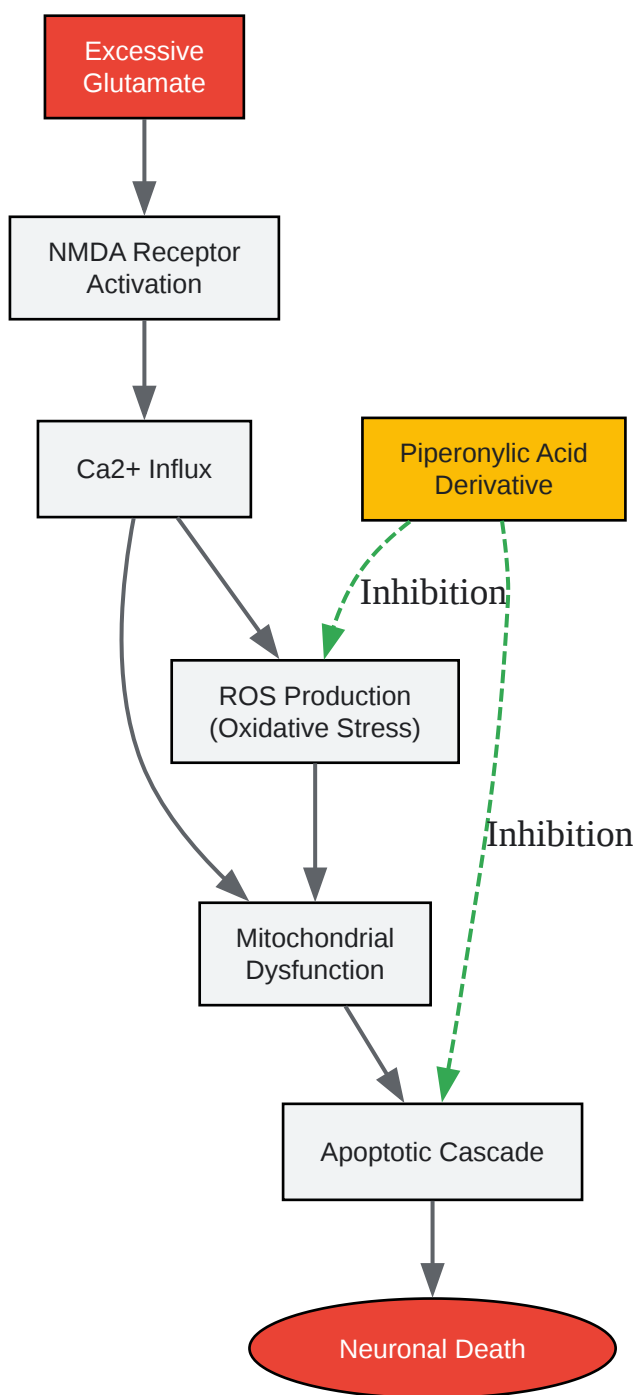 Excessive
Glutamate
NMDA Receptor
Activation
Ca2+ Influx
Piperonylic Acid
Derivative
Inhibition
ROS Production
(Oxidative Stress)
Inhibition
Mitochondrial
Dysfunction
Apoptotic Cascade
Neuronal Death